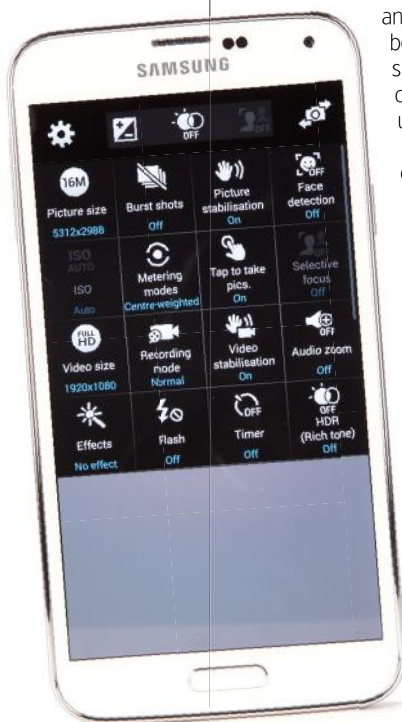 SAMSUNG
OFF
OFF
16M
Picture size
5312x2988
Burst shots
Off
Picture
stabilisation
On
OFF
Face
detection
Off
ISO
AUTO
ISO
Auto
Metering
modes
Centre-weighted
Tap to take
pics.
On
OFF
Selective
focus
Off
FULL
HD
Video size
1920x1080
Recording
mode
Normal
Video
stabilisation
On
OFF
Audio zoom
Off
Effects
No effect
Flash
Off
OFF
Timer
Off
OFF
HDR
(Rich tone)
Off
an